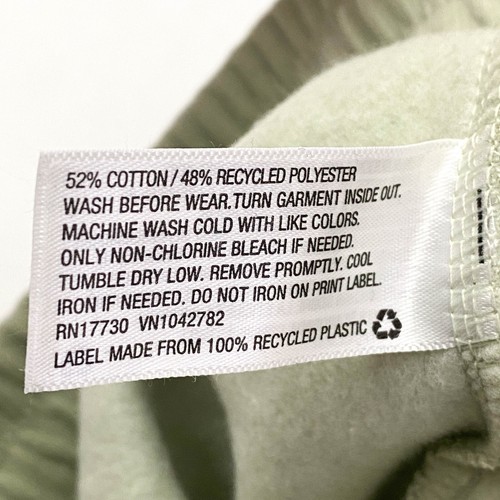 52% COTTON / 48% RECYCLED POLYESTER
WASH BEFORE WEAR. TURN GARMENT INSIDE OUT.
MACHINE WASH COLD WITH LIKE COLORS.
ONLY NON-CHLORINE BLEACH IF NEEDED.
TUMBLE DRY LOW. REMOVE PROMPTLY. COOL
IRON IF NEEDED. DO NOT IRON ON PRINT LABEL.
RN17730 VN1042782
LABEL MADE FROM 100% RECYCLED PLASTIC